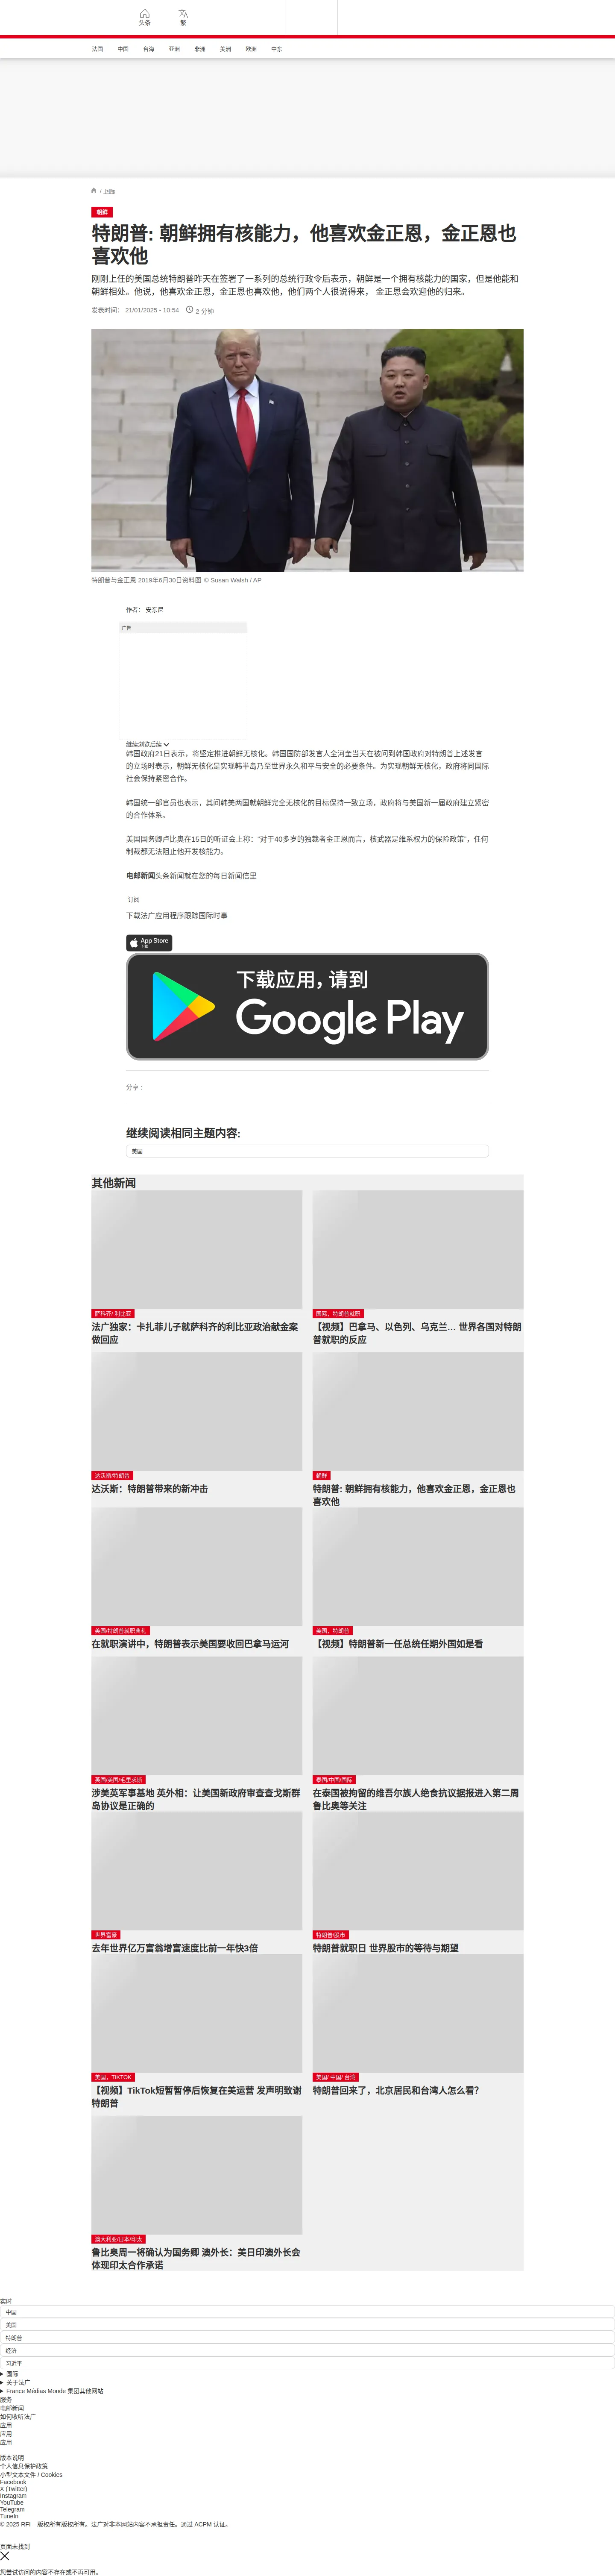 头条
繁
法国 中国 台海 亚洲 非洲 美洲 欧洲 中东
/ 国际
朝鲜
特朗普: 朝鲜拥有核能力，他喜欢金正恩，金正恩也
喜欢他
刚刚上任的美国总统特朗普昨天在签署了一系列的总统行政令后表示，朝鲜是一个拥有核能力的国家，但是他能和
朝鲜相处。他说，他喜欢金正恩，金正恩也喜欢他，他们两个人很说得来， 金正恩会欢迎他的归来。
发表时间： 21/01/2025 - 10:54 2 分钟
特朗普与金正恩 2019年6月30日资料图 © Susan Walsh / AP
作者： 安东尼
广告
继续浏览后续
韩国政府21日表示，将坚定推进朝鲜无核化。韩国国防部发言人全河奎当天在被问到韩国政府对特朗普上述发言
的立场时表示，朝鲜无核化是实现韩半岛乃至世界永久和平与安全的必要条件。为实现朝鲜无核化，政府将同国际
社会保持紧密合作。
韩国统一部官员也表示，其间韩美两国就朝鲜完全无核化的目标保持一致立场，政府将与美国新一届政府建立紧密
的合作体系。
美国国务卿卢比奥在15日的听证会上称：“对于40多岁的独裁者金正恩而言，核武器是维系权力的保险政策”，任何
制裁都无法阻止他开发核能力。
电邮新闻头条新闻就在您的每日新闻信里
订阅
下载法广应用程序跟踪国际时事
App Store
下载
下载应用，请到
Google Play
分享 :
继续阅读相同主题内容:
美国
其他新闻
萨科齐/ 利比亚
法广独家：卡扎菲儿子就萨科齐的利比亚政治献金案
做回应
国际，特朗普就职
【视频】巴拿马、以色列、乌克兰… 世界各国对特朗
普就职的反应
达沃斯/特朗普
达沃斯：特朗普带来的新冲击
朝鲜
特朗普: 朝鲜拥有核能力，他喜欢金正恩，金正恩也
喜欢他
美国/特朗普就职典礼
在就职演讲中，特朗普表示美国要收回巴拿马运河
美国，特朗普
【视频】特朗普新一任总统任期外国如是看
英国/美国/毛里求斯
涉美英军事基地 英外相：让美国新政府审查查戈斯群
岛协议是正确的
泰国/中国/国际
在泰国被拘留的维吾尔族人绝食抗议据报进入第二周
鲁比奥等关注
世界富豪
去年世界亿万富翁增富速度比前一年快3倍
特朗普/股市
特朗普就职日 世界股市的等待与期望
美国，TIKTOK
【视频】TikTok短暂暂停后恢复在美运营 发声明致谢
特朗普
美国/ 中国/ 台湾
特朗普回来了，北京居民和台湾人怎么看?
澳大利亚/日本/印太
鲁比奥周一将确认为国务卿 澳外长：美日印澳外长会
体现印太合作承诺
实时
中国
美国
特朗普
经济
习近平
国际
关于法广
France Médias Monde 集团其他网站
服务
电邮新闻
如何收听法广
应用
应用
应用
版本说明
个人信息保护政策
小型文本文件 / Cookies
Facebook
X (Twitter)
Instagram
YouTube
Telegram
TuneIn
© 2025 RFI – 版权所有版权所有。法广对非本网站内容不承担责任。通过 ACPM 认证。
页面未找到
您尝试访问的内容不存在或不再可用。